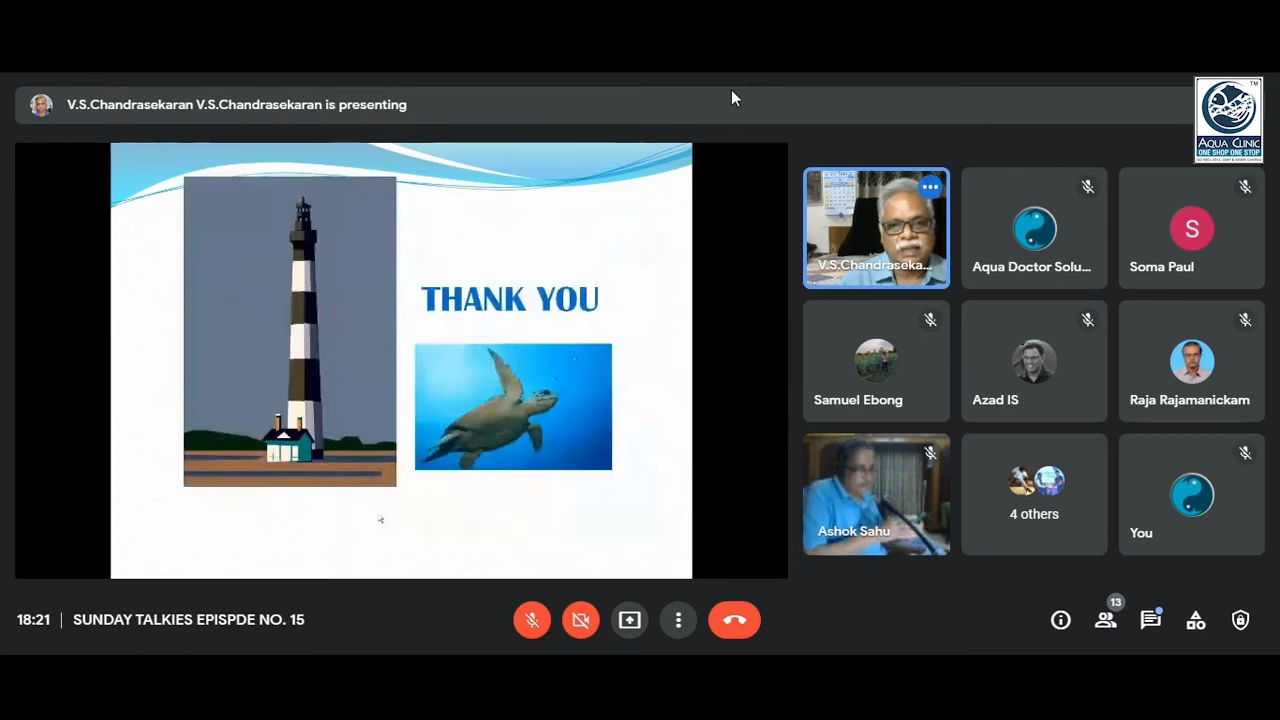 V.S.Chandrasekaran V.S.Chandrasekaran is presenting
TM
AQUA CLINIC
ONE SHOP ONE STOP
THANK YOU
V.S.Chandraseka...
Aqua Doctor Solu...
S
Soma Paul
Samuel Ebong
Azad IS
Raja Rajamanickam
Ashok Sahu
4 others
You
18:21
SUNDAY TALKIES EPISPDE NO. 15
13